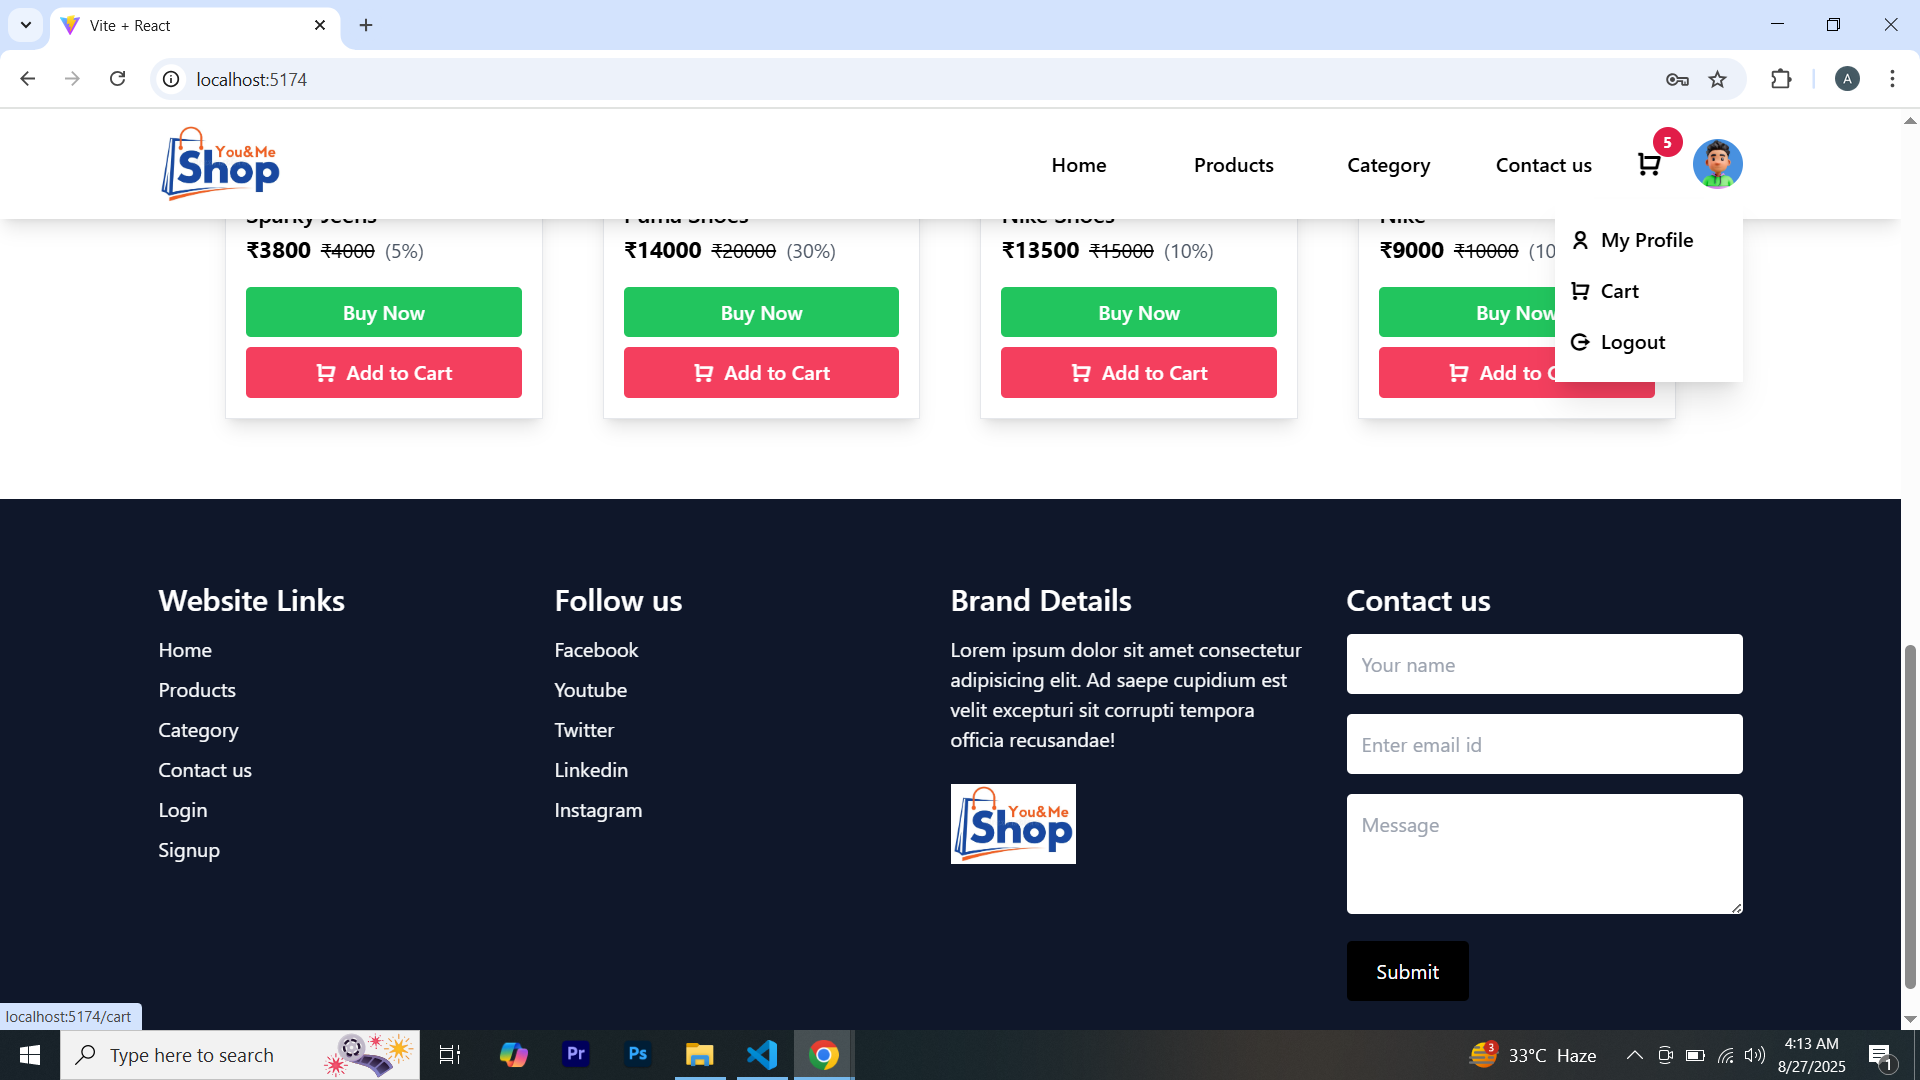 Vite + React
localhost:5174
A
You&Me
Shop
Home
Products
Category
Contact us
5
Sparky Jeens
Puma Shoes
Nike Shoes
Nike
₹3800 ₹4000 (5%)
₹14000 ₹20000 (30%)
₹13500 ₹15000 (10%)
₹9000 ₹10000 (10
My Profile
Cart
Logout
Buy Now
Buy Now
Buy Now
Buy Now
Add to Cart
Add to Cart
Add to Cart
Add to C
Website Links
Home
Products
Category
Contact us
Login
Signup
Follow us
Facebook
Youtube
Twitter
Linkedin
Instagram
Brand Details
Lorem ipsum dolor sit amet consectetur
adipisicing elit. Ad saepe cupidium est
velit excepturi sit corrupti tempora
officia recusandae!
You&Me
Shop
Contact us
Your name
Enter email id
Message
Submit
localhost:5174/cart
Type here to search
Pr
Ps
3
33°C Haze
4:13 AM
8/27/2025
1